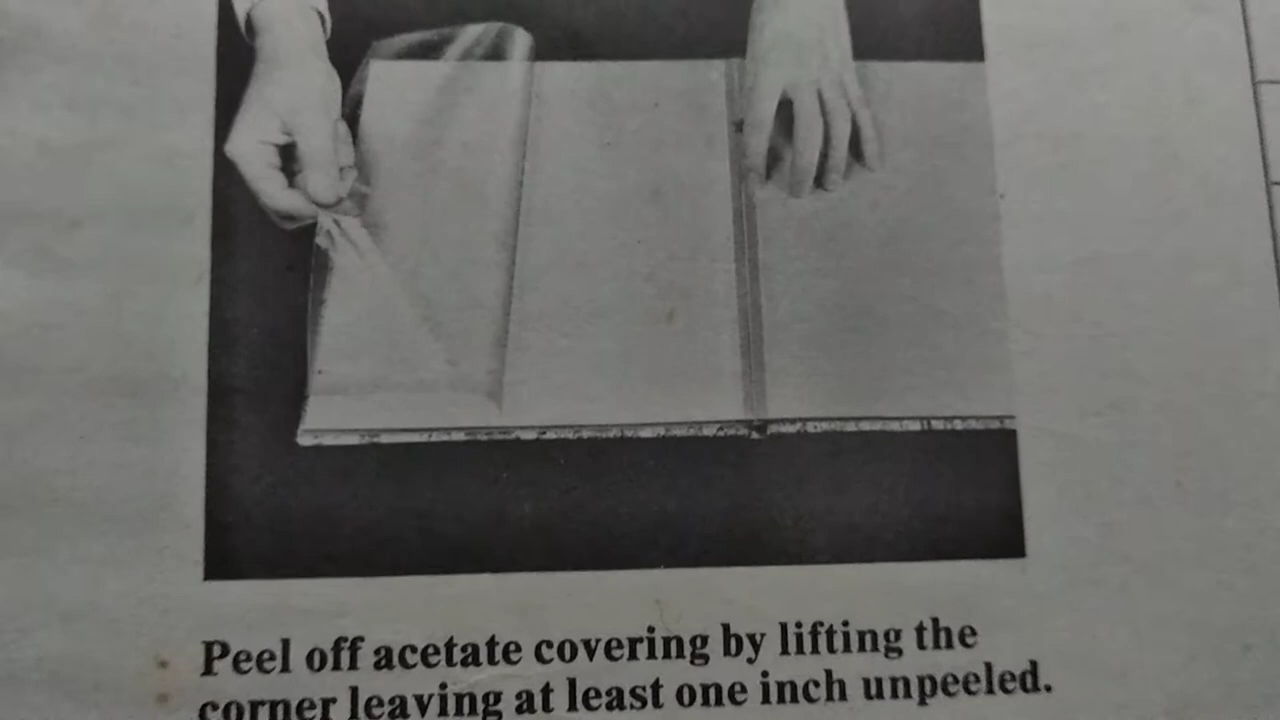 Peel off acetate covering by lifting the
corner leaving at least one inch unpeeled.